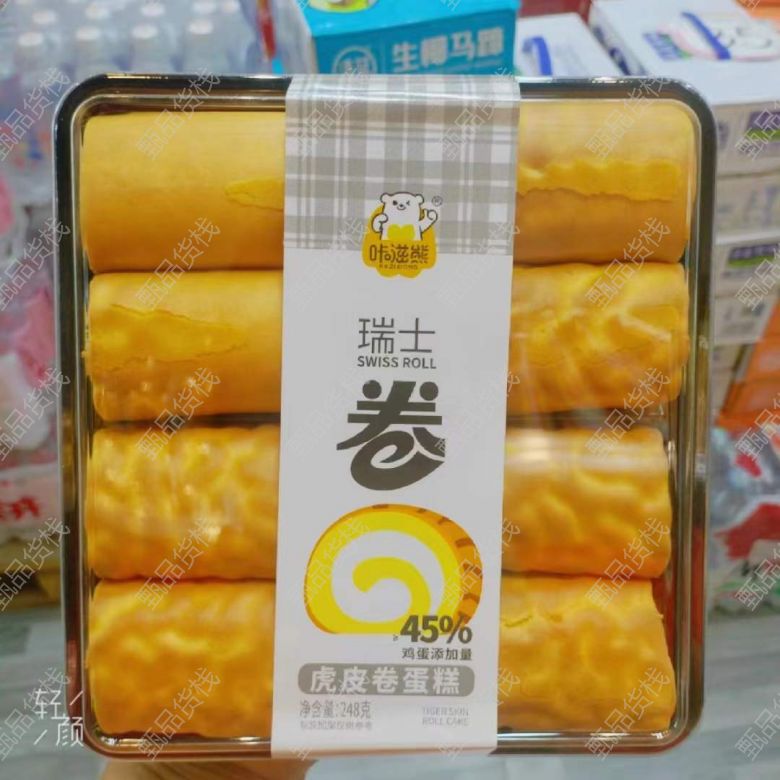 生椰马蹄
咔滋熊
瑞士
SWISS ROLL
卷
≥45%
鸡蛋添加量
虎皮卷蛋糕
净含量:248克
TIGER SKIN
ROLL CAKE
轻颜
甄品货栈